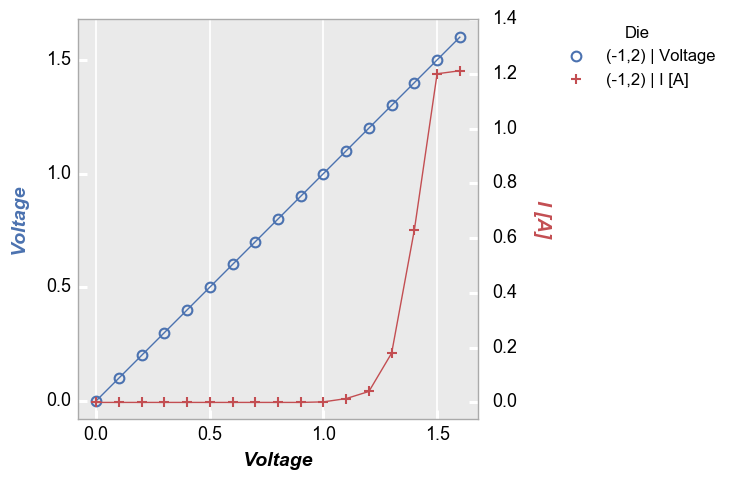 Die
(-1,2) | Voltage
(-1,2) | I [A]
Voltage
1.5
1.0
0.5
0.0
1.4
1.2
1.0
0.8
0.6
0.4
0.2
0.0
I [A]
0.0 0.5 1.0 1.5
Voltage